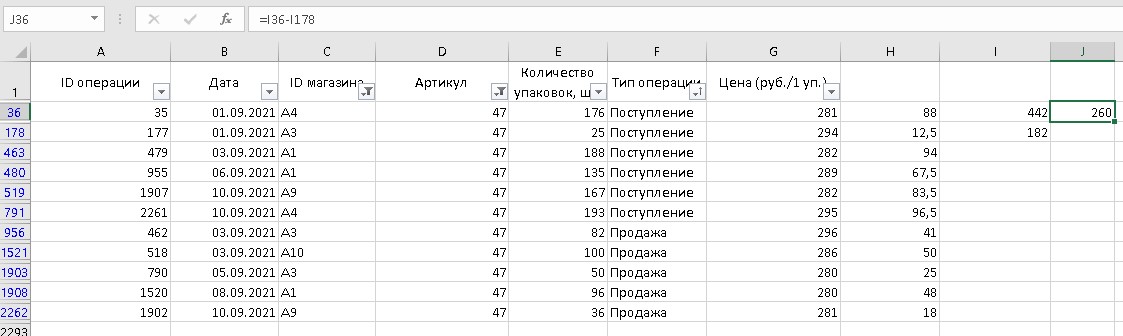 J36 fx =I36-I178
A B C D E F G H I J
1 ID операции Дата ID магазина Артикул Количество упаковок, ш Тип операции Цена (руб./1 уп.)
36 35 01.09.2021 A4 47 176 Поступление 281 88 442 260
178 177 01.09.2021 A3 47 25 Поступление 294 12,5 182
463 479 03.09.2021 A1 47 188 Поступление 282 94
480 955 06.09.2021 A1 47 135 Поступление 289 67,5
519 1907 10.09.2021 A9 47 167 Поступление 282 83,5
791 2261 10.09.2021 A4 47 193 Поступление 295 96,5
956 462 03.09.2021 A3 47 82 Продажа 296 41
1521 518 03.09.2021 A10 47 100 Продажа 286 50
1903 790 05.09.2021 A3 47 50 Продажа 280 25
1908 1520 08.09.2021 A1 47 96 Продажа 280 48
2262 1902 10.09.2021 A9 47 36 Продажа 281 18
2293